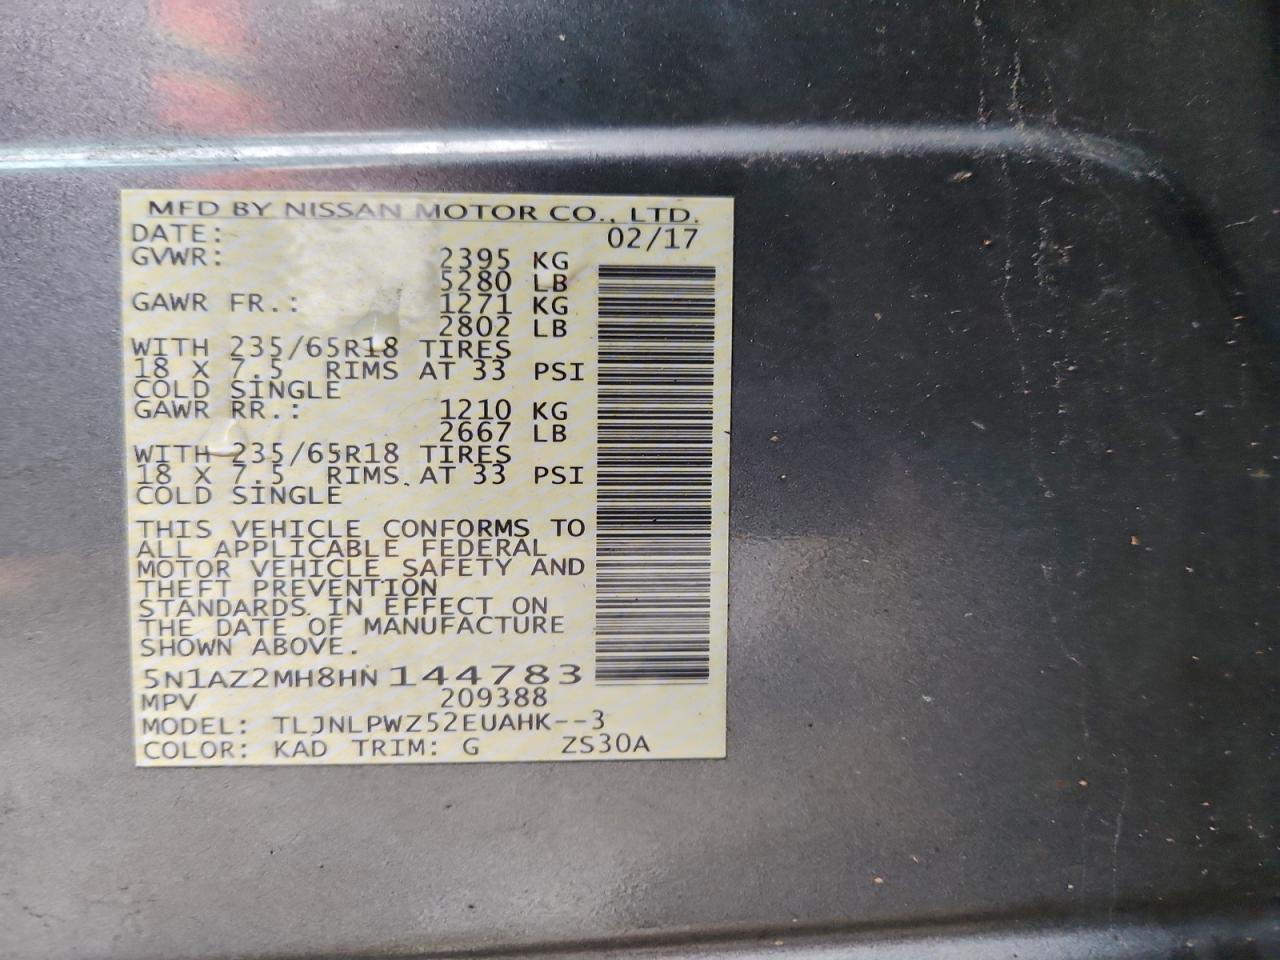 MFD BY NISSAN MOTOR CO., LTD.
DATE: 02/17
GVWR: 2395 KG
5280 LB
GAWR FR.: 1271 KG
2802 LB
WITH 235/65R18 TIRES
18 X 7.5 RIMS AT 33 PSI
COLD SINGLE
GAWR RR.: 1210 KG
2667 LB
WITH 235/65R18 TIRES
18 X 7.5 RIMS AT 33 PSI
COLD SINGLE
THIS VEHICLE CONFORMS TO
ALL APPLICABLE FEDERAL
MOTOR VEHICLE SAFETY AND
THEFT PREVENTION
STANDARDS IN EFFECT ON
THE DATE OF MANUFACTURE
SHOWN ABOVE.
5N1AZ2MH8HN144783
MPV 209388
MODEL: TLJNLPWZ52EUAHK--3
COLOR: KAD TRIM: G ZS30A